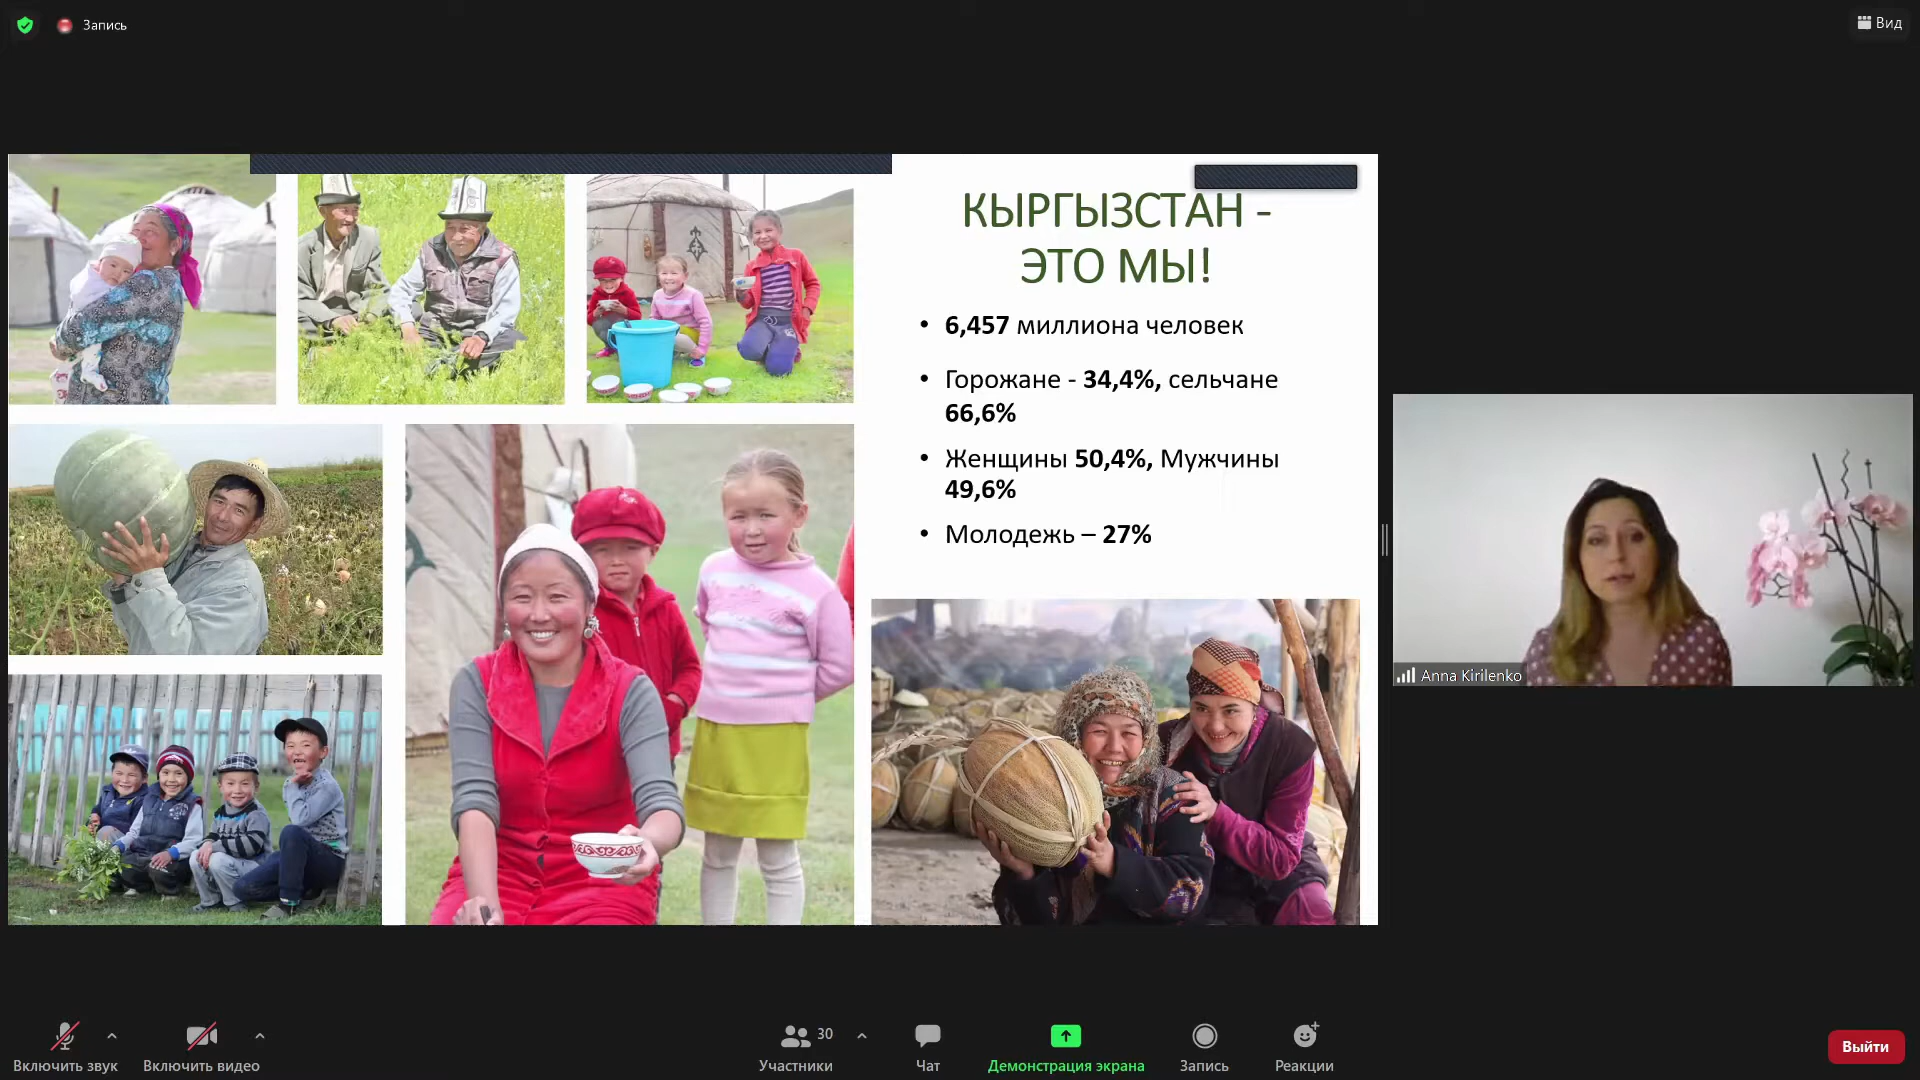 Запись
Вид
КЫРГЫЗСТАН -
ЭТО МЫ!
• 6,457 миллиона человек
• Горожане - 34,4%, сельчане
66,6%
• Женщины 50,4%, Мужчины
49,6%
• Молодежь – 27%
Anna Kirilenko
Включить звук
Включить видео
30
Участники
Чат
Демонстрация экрана
Запись
Реакции
Выйти